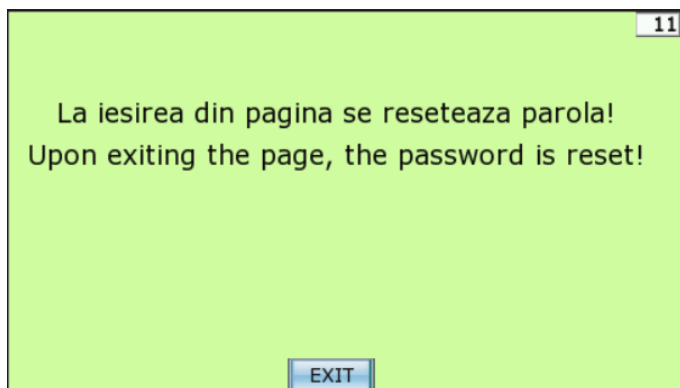 11
La iesirea din pagina se reseteaza parola!
Upon exiting the page, the password is reset!
EXIT